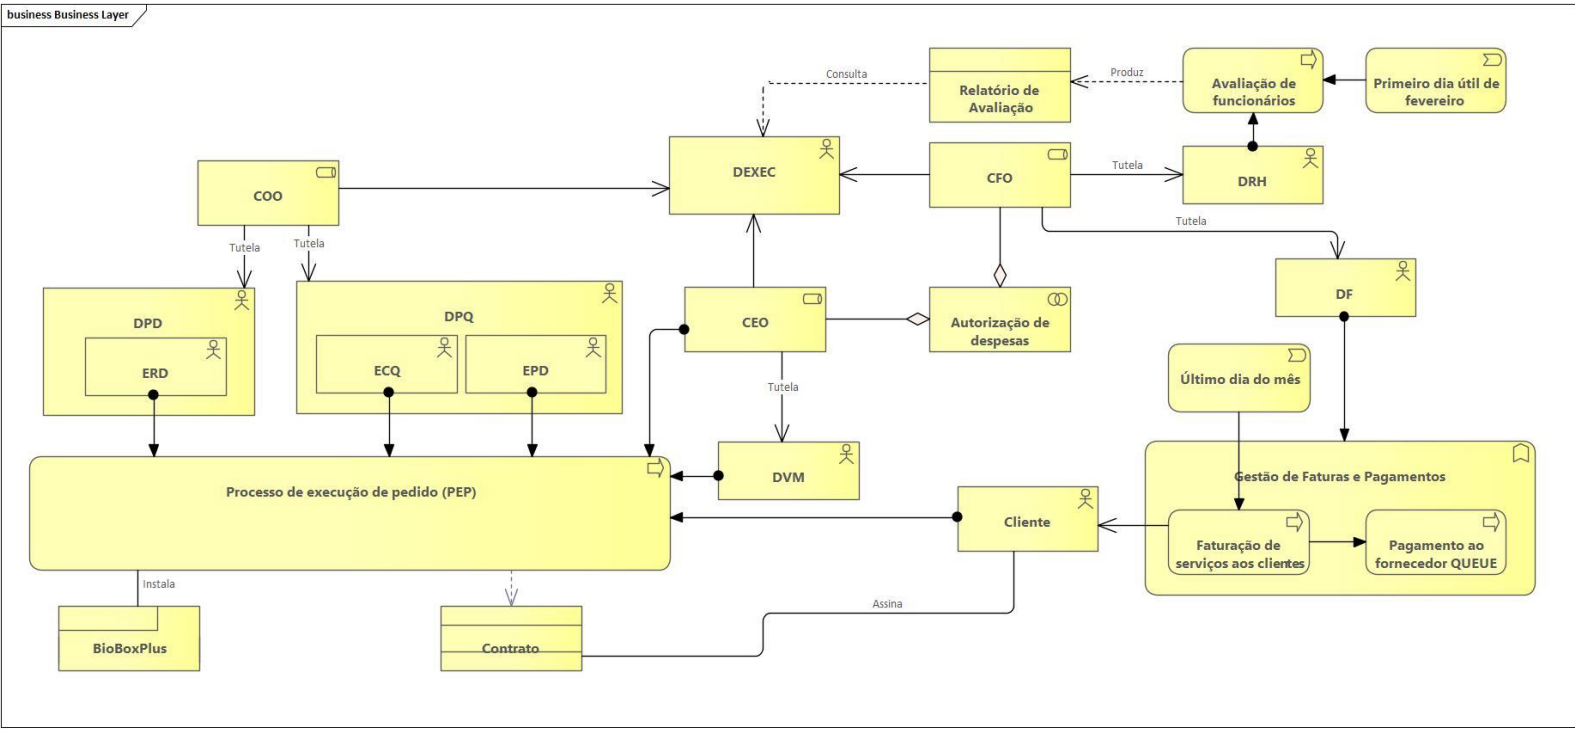 business Business Layer
Consulta
Relatório de
Avaliação
Produz
Avaliação de
funcionários
Primeiro dia útil de
fevereiro
COO
DEXEC
CFO
Tutela
DRH
Tutela
Tutela
Tutela
DPD
ERD
DPQ
ECQ
EPD
CEO
Autorização de
despesas
DF
Tutela
Último dia do mês
Processo de execução de pedido (PEP)
DVM
Cliente
Gestão de Faturas e Pagamentos
Faturação de
serviços aos clientes
Pagamento ao
fornecedor QUEUE
Instala
BioBoxPlus
Contrato
Assina